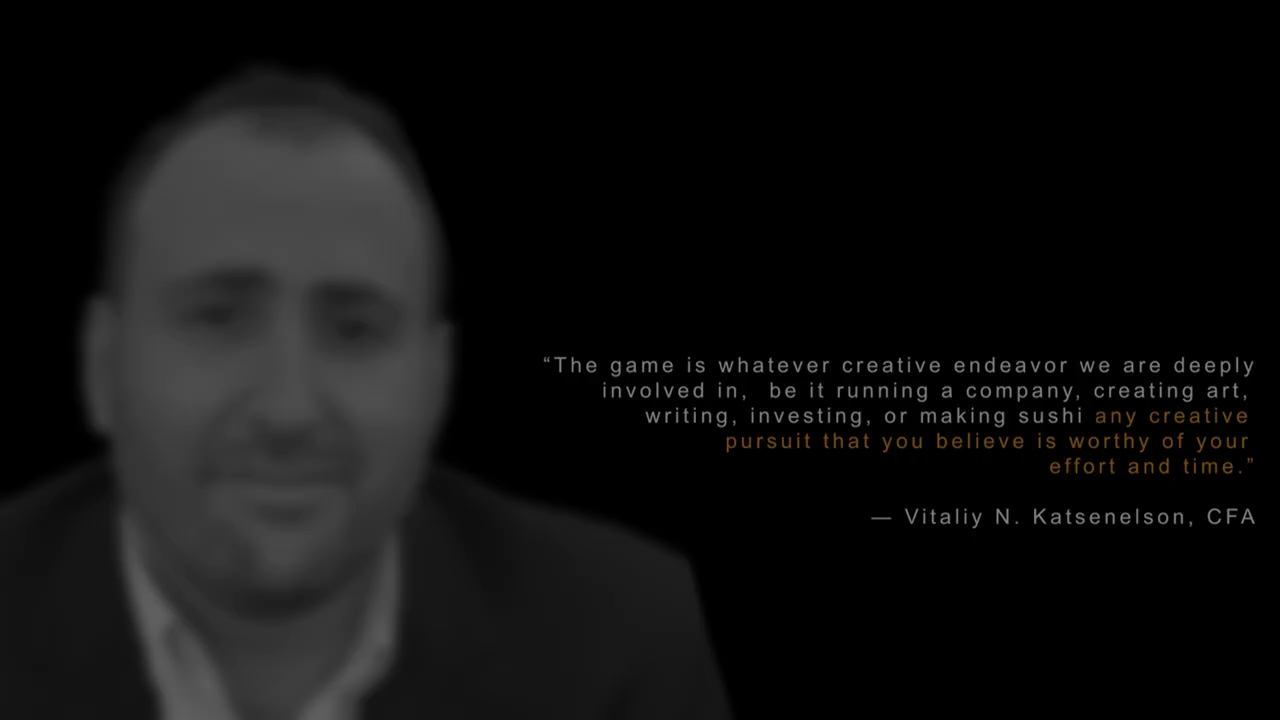 “The game is whatever creative endeavor we are deeply
involved in,  be it running a company, creating art,
writing, investing, or making sushi any creative
pursuit that you believe is worthy of your
effort and time.”
— Vitaliy N. Katsenelson, CFA